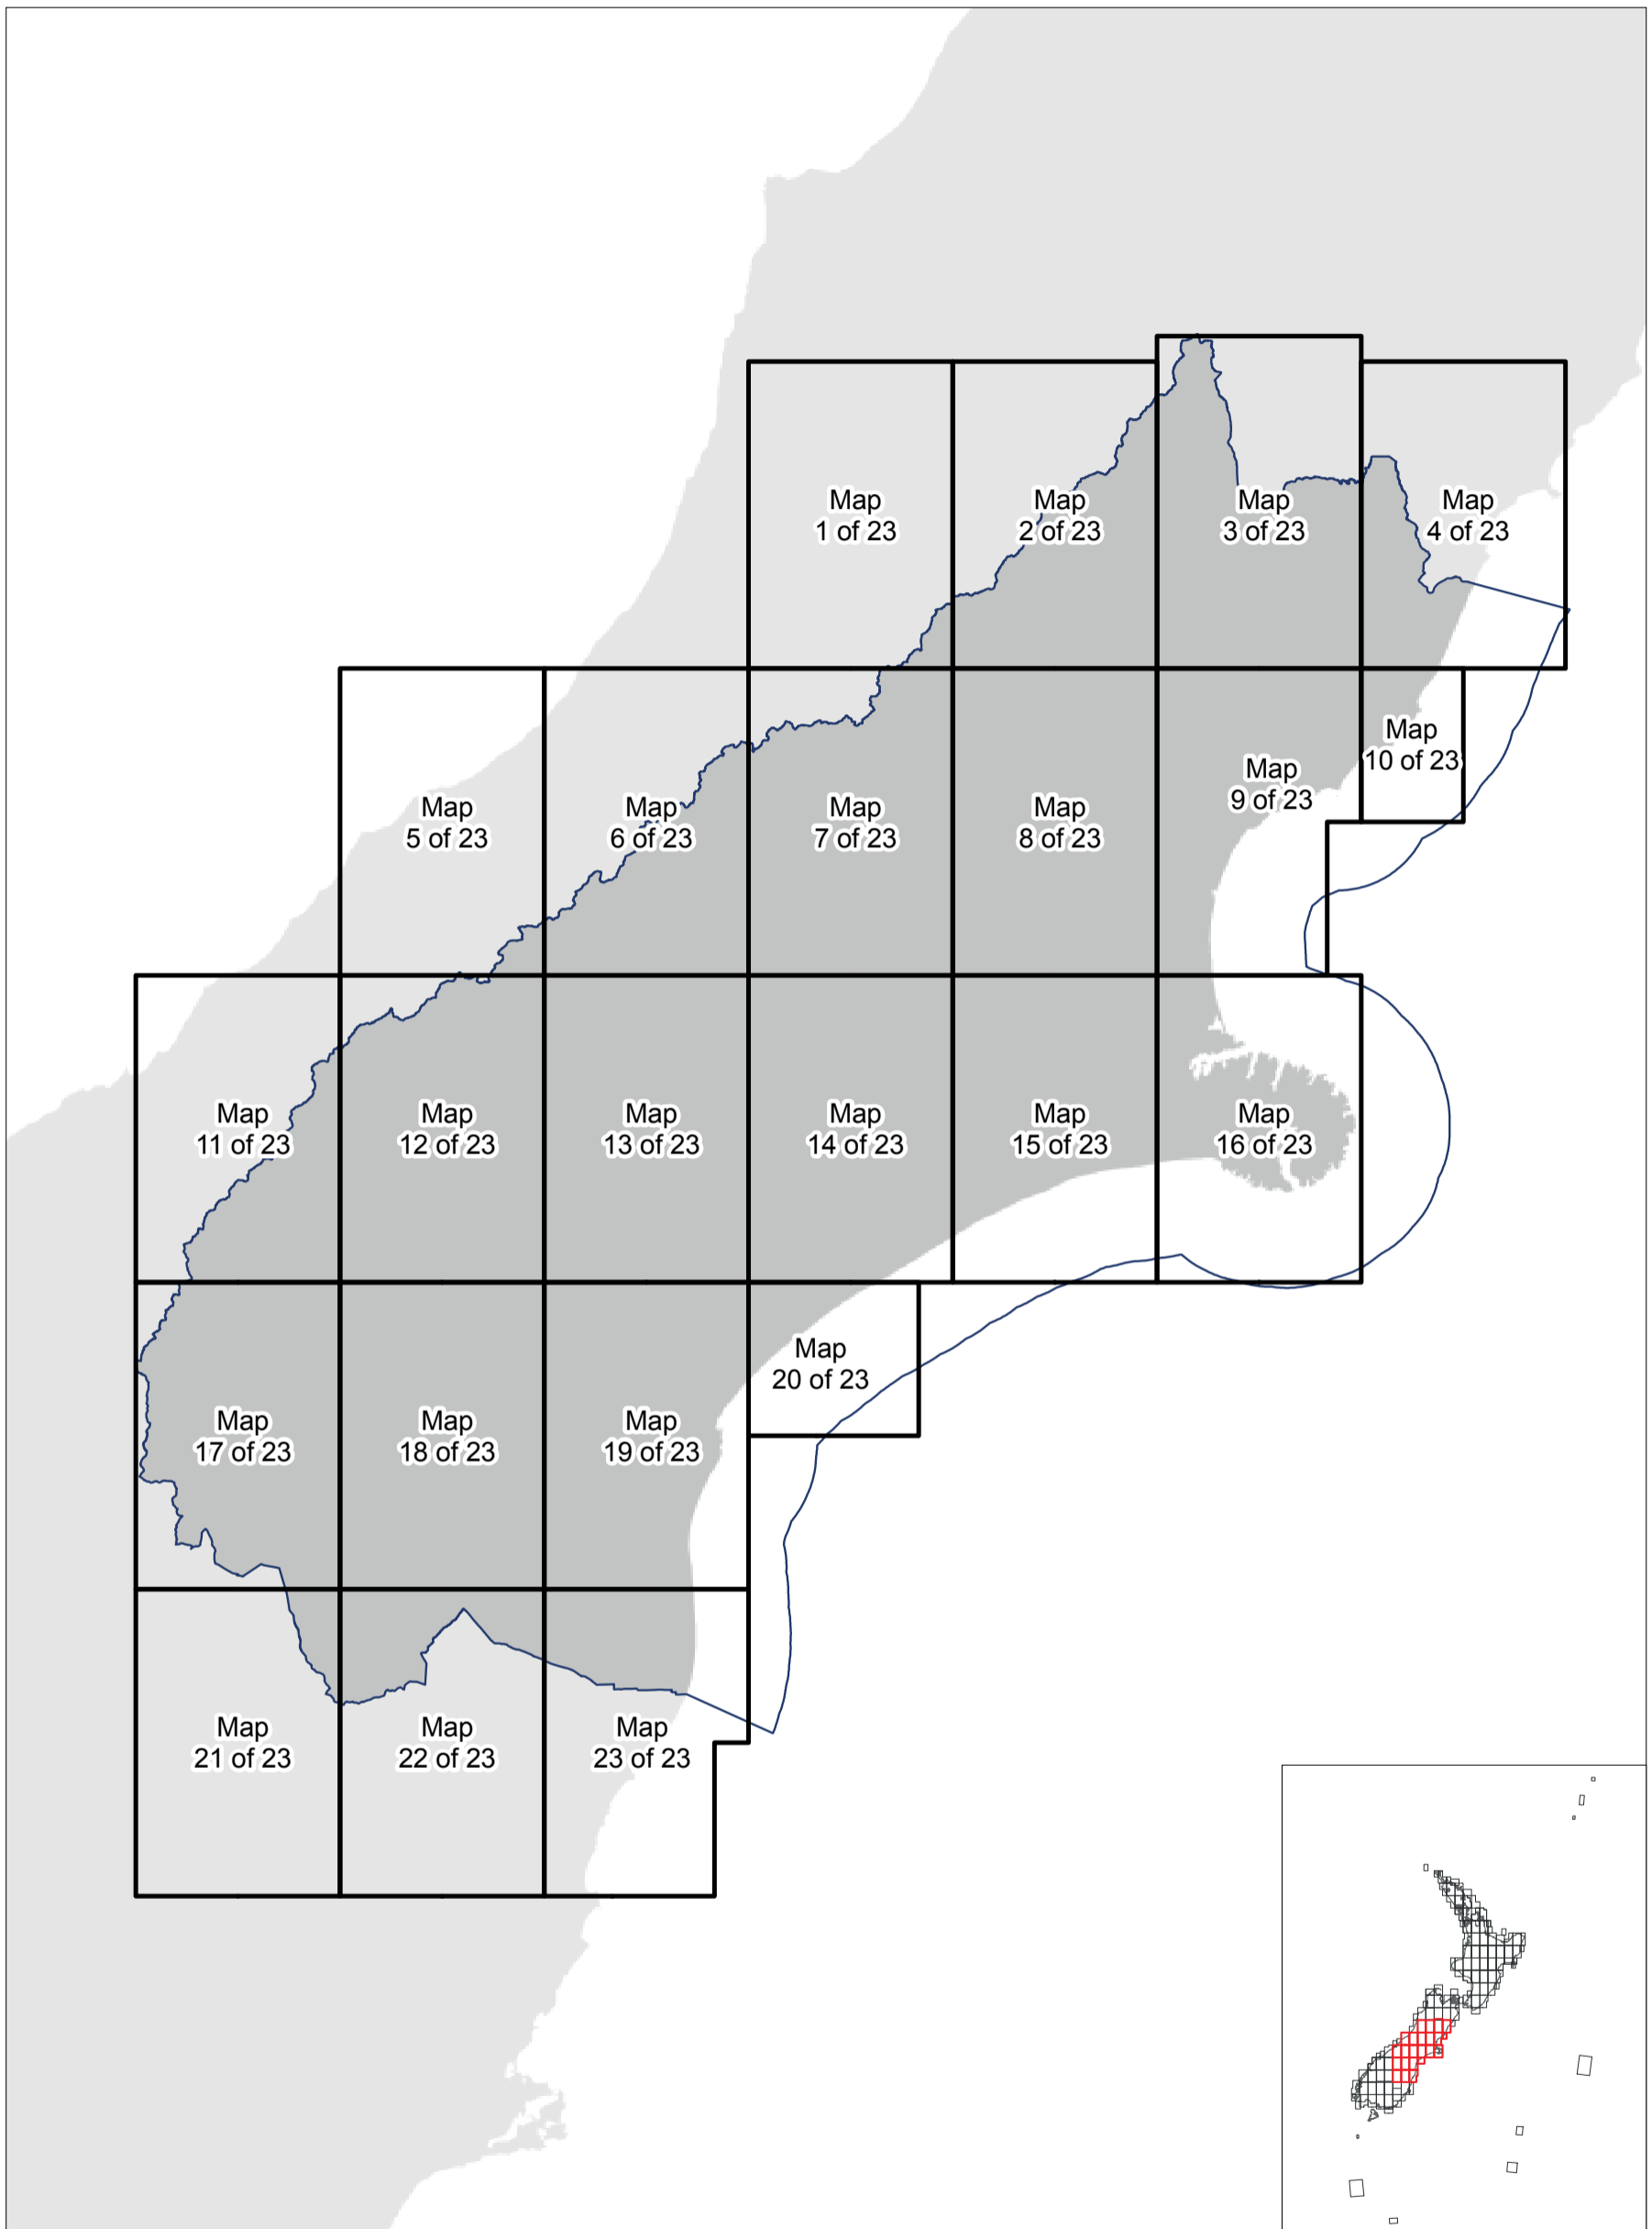 Map
1 of 23
Map
2 of 23
Map
3 of 23
Map
4 of 23
Map
5 of 23
Map
6 of 23
Map
7 of 23
Map
8 of 23
Map
9 of 23
Map
10 of 23
Map
11 of 23
Map
12 of 23
Map
13 of 23
Map
14 of 23
Map
15 of 23
Map
16 of 23
Map
17 of 23
Map
18 of 23
Map
19 of 23
Map
20 of 23
Map
21 of 23
Map
22 of 23
Map
23 of 23